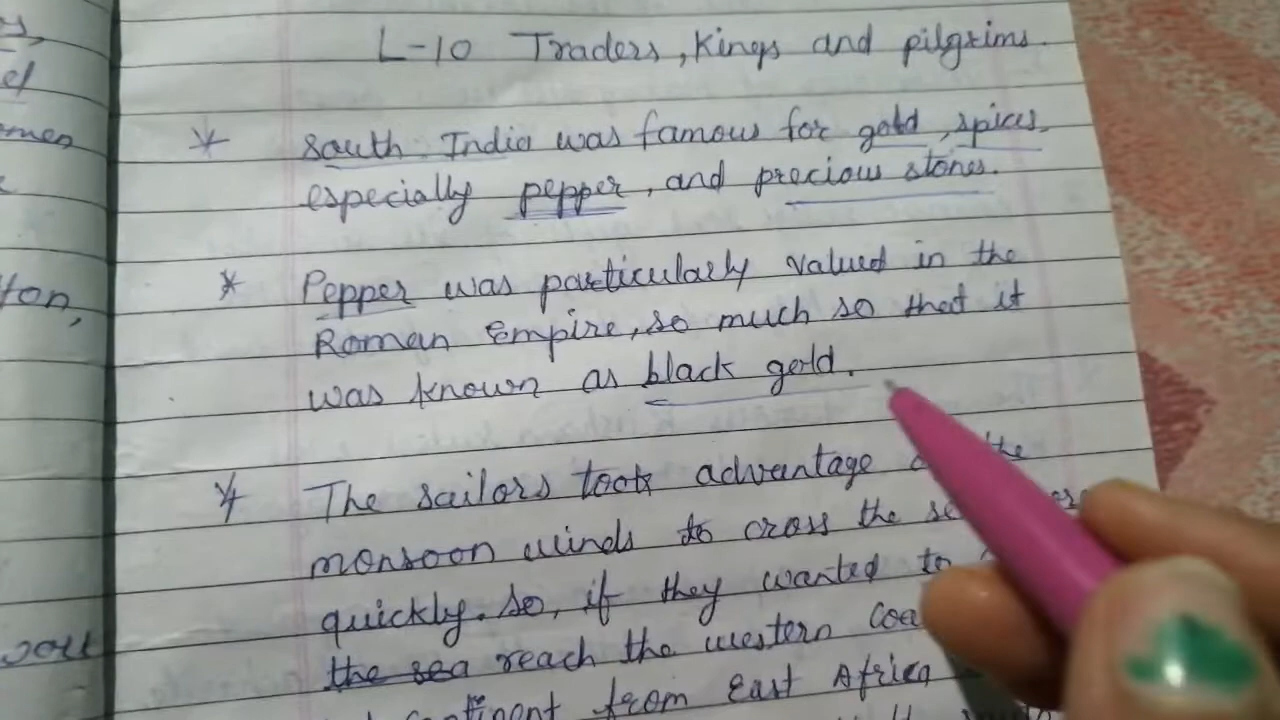 L-10 Traders, Kings and pilgrims.
* South India was famous for gold, spices,
especially pepper, and precious stones.
* Pepper was particularly valued in the
Roman Empire, so much so that it
was known as black gold.
* The sailors took advantage the
monsoon winds to cross the
quickly. So, if they wanted to
the sea reach the western
from East Africa
men
ton,